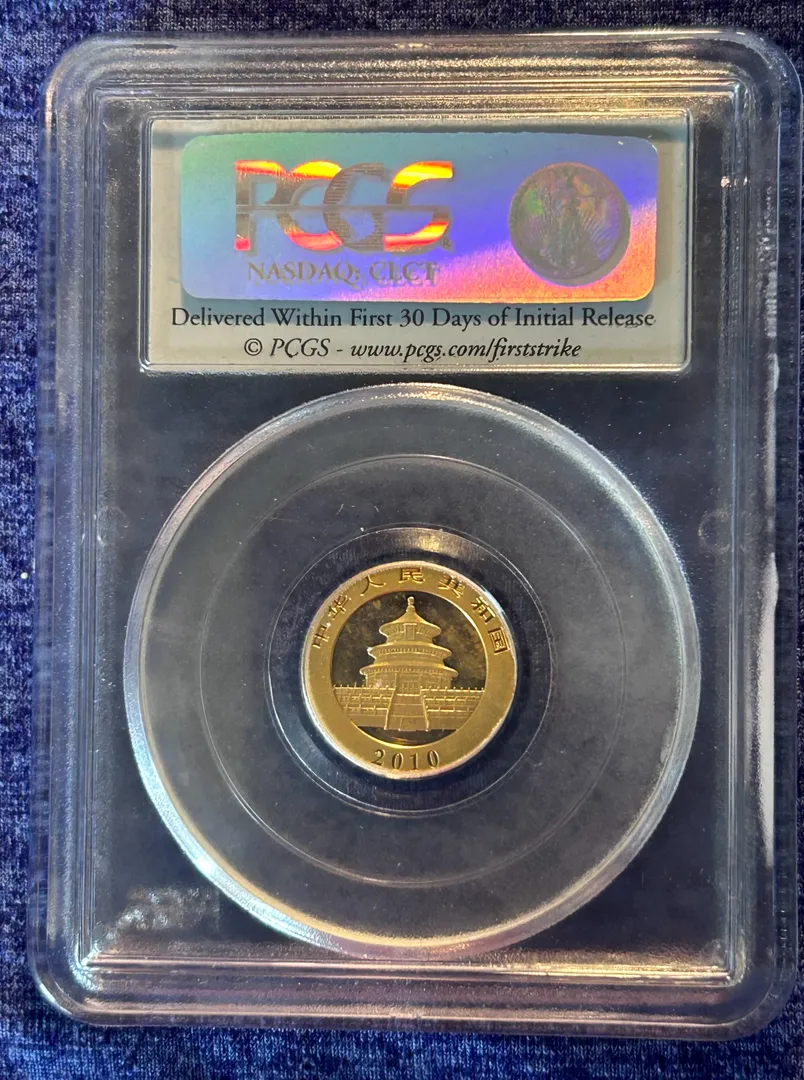 PCGS
NASDAQ: CLCT
Delivered Within First 30 Days of Initial Release
© PCGS - www.pcgs.com/firststrike
中华人民共和国
2010